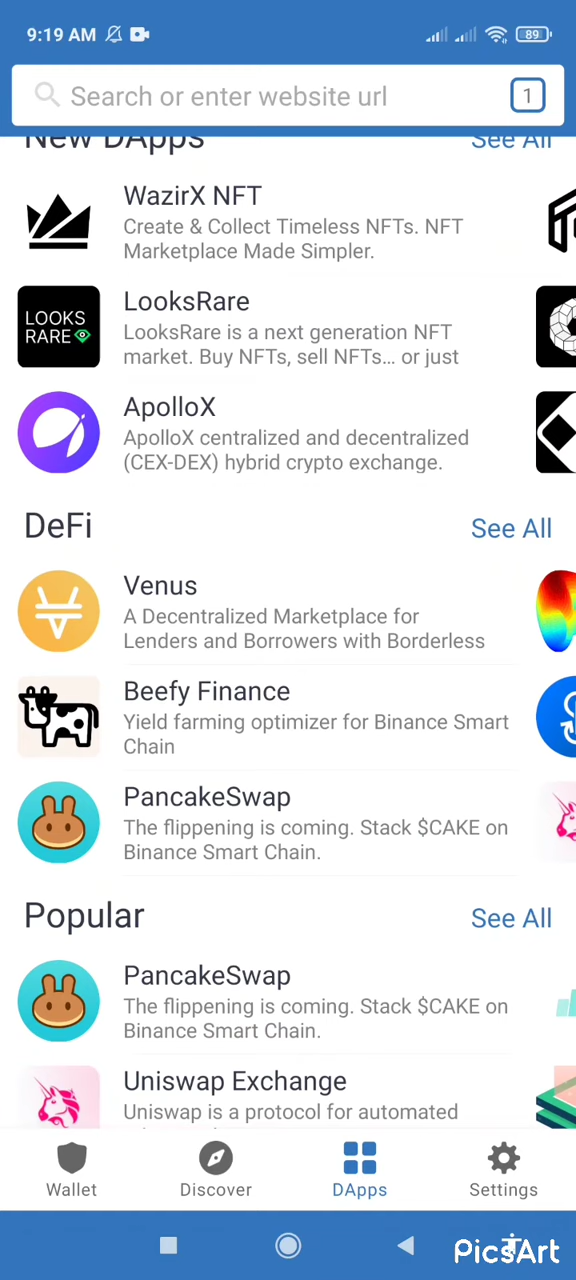 9:19 AM
89
Search or enter website url
1
New DApps
See All
WazirX NFT
Create & Collect Timeless NFTs. NFT
Marketplace Made Simpler.
LOOKS
RARE
LooksRare
LooksRare is a next generation NFT
market. Buy NFTs, sell NFTs... or just
ApolloX
ApolloX centralized and decentralized
(CEX-DEX) hybrid crypto exchange.
DeFi
See All
Venus
A Decentralized Marketplace for
Lenders and Borrowers with Borderless
Beefy Finance
Yield farming optimizer for Binance Smart
Chain
PancakeSwap
The flippening is coming. Stack $CAKE on
Binance Smart Chain.
Popular
See All
PancakeSwap
The flippening is coming. Stack $CAKE on
Binance Smart Chain.
Uniswap Exchange
Uniswap is a protocol for automated
Wallet
Discover
DApps
Settings
PicsArt